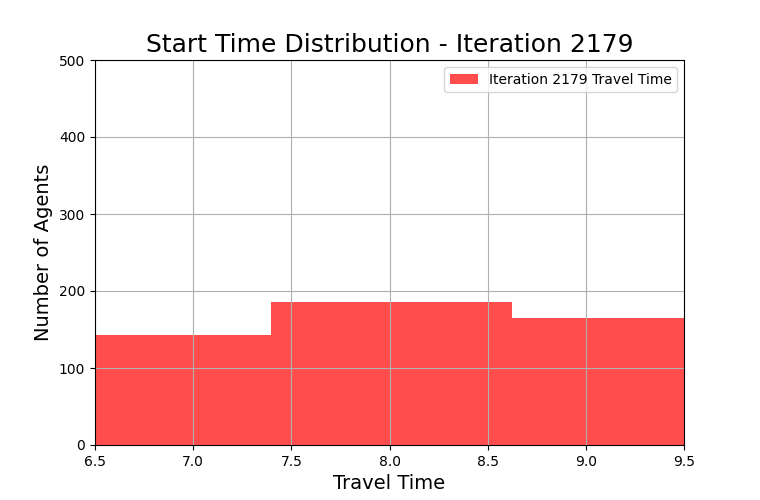 Start Time Distribution - Iteration 2179
Iteration 2179 Travel Time
Number of Agents
500
400
300
200
100
0
6.5 7.0 7.5 8.0 8.5 9.0 9.5
Travel Time